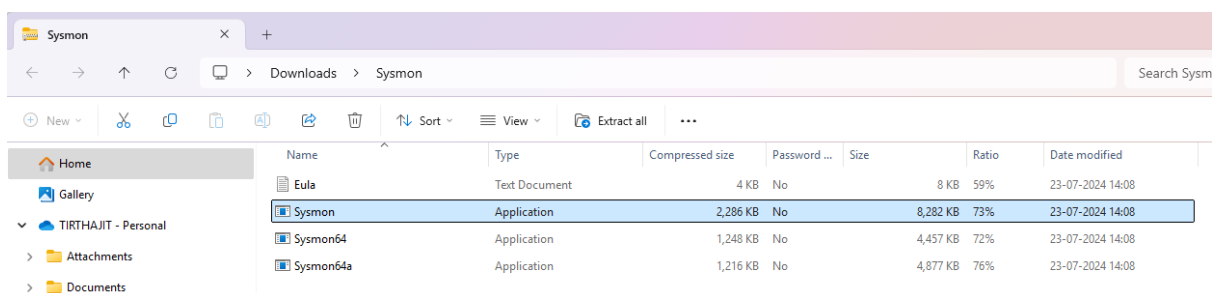 Sysmon
Downloads > Sysmon Search Sysm
New Sort View Extract all ...
Home
Gallery
TIRTHAJIT - Personal
Attachments
Documents
Name Type Compressed size Password ... Size Ratio Date modified
Eula Text Document 4 KB No 8 KB 59% 23-07-2024 14:08
Sysmon Application 2,286 KB No 8,282 KB 73% 23-07-2024 14:08
Sysmon64 Application 1,248 KB No 4,457 KB 72% 23-07-2024 14:08
Sysmon64a Application 1,216 KB No 4,877 KB 76% 23-07-2024 14:08